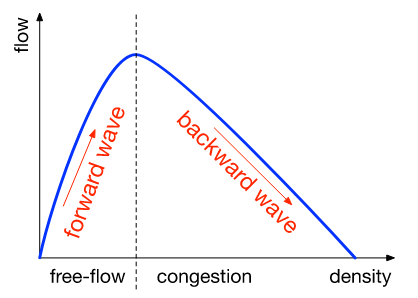 flow
forward wave
backward wave
free-flow
congestion
density